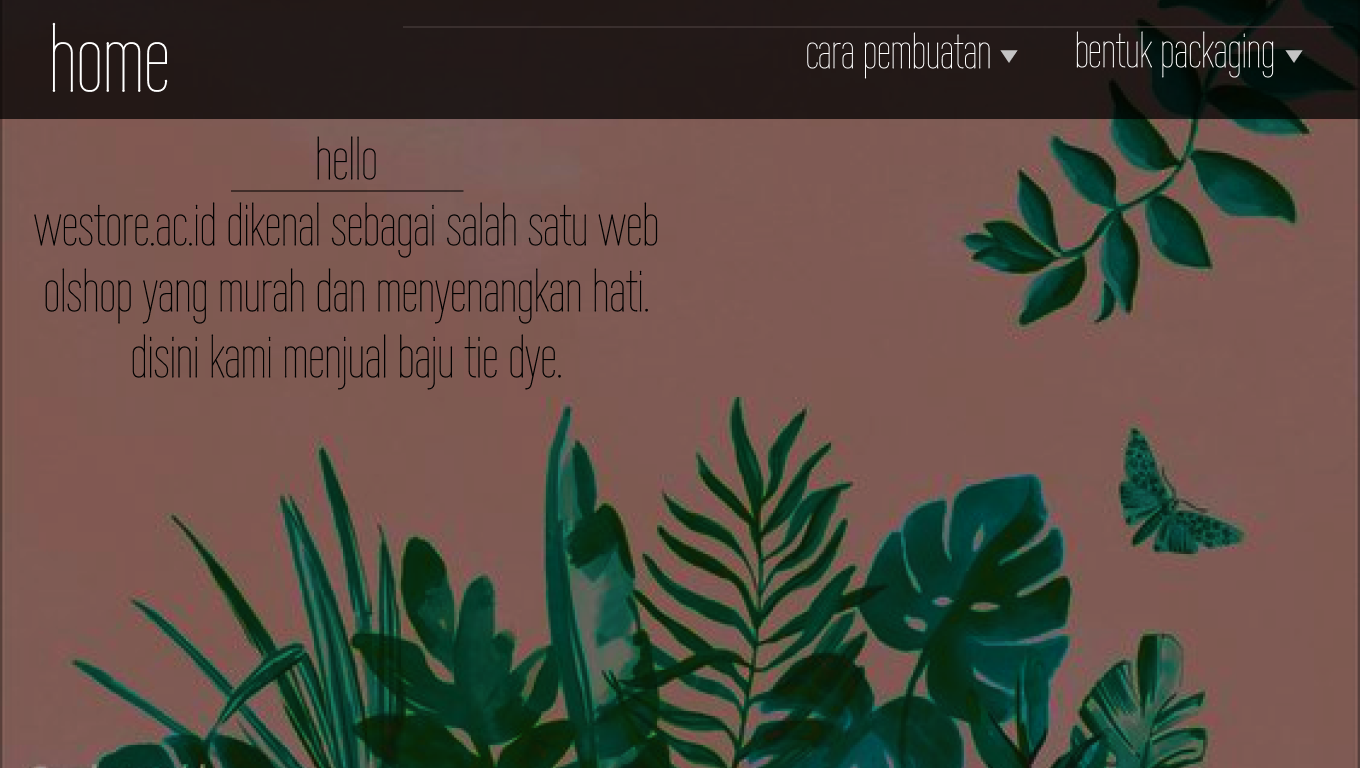 home
cara pembuatan
bentuk packaging
hello
westore.ac.id dikenal sebagai salah satu web
olshop yang murah dan menyenangkan hati.
disini kami menjual baju tie dye.